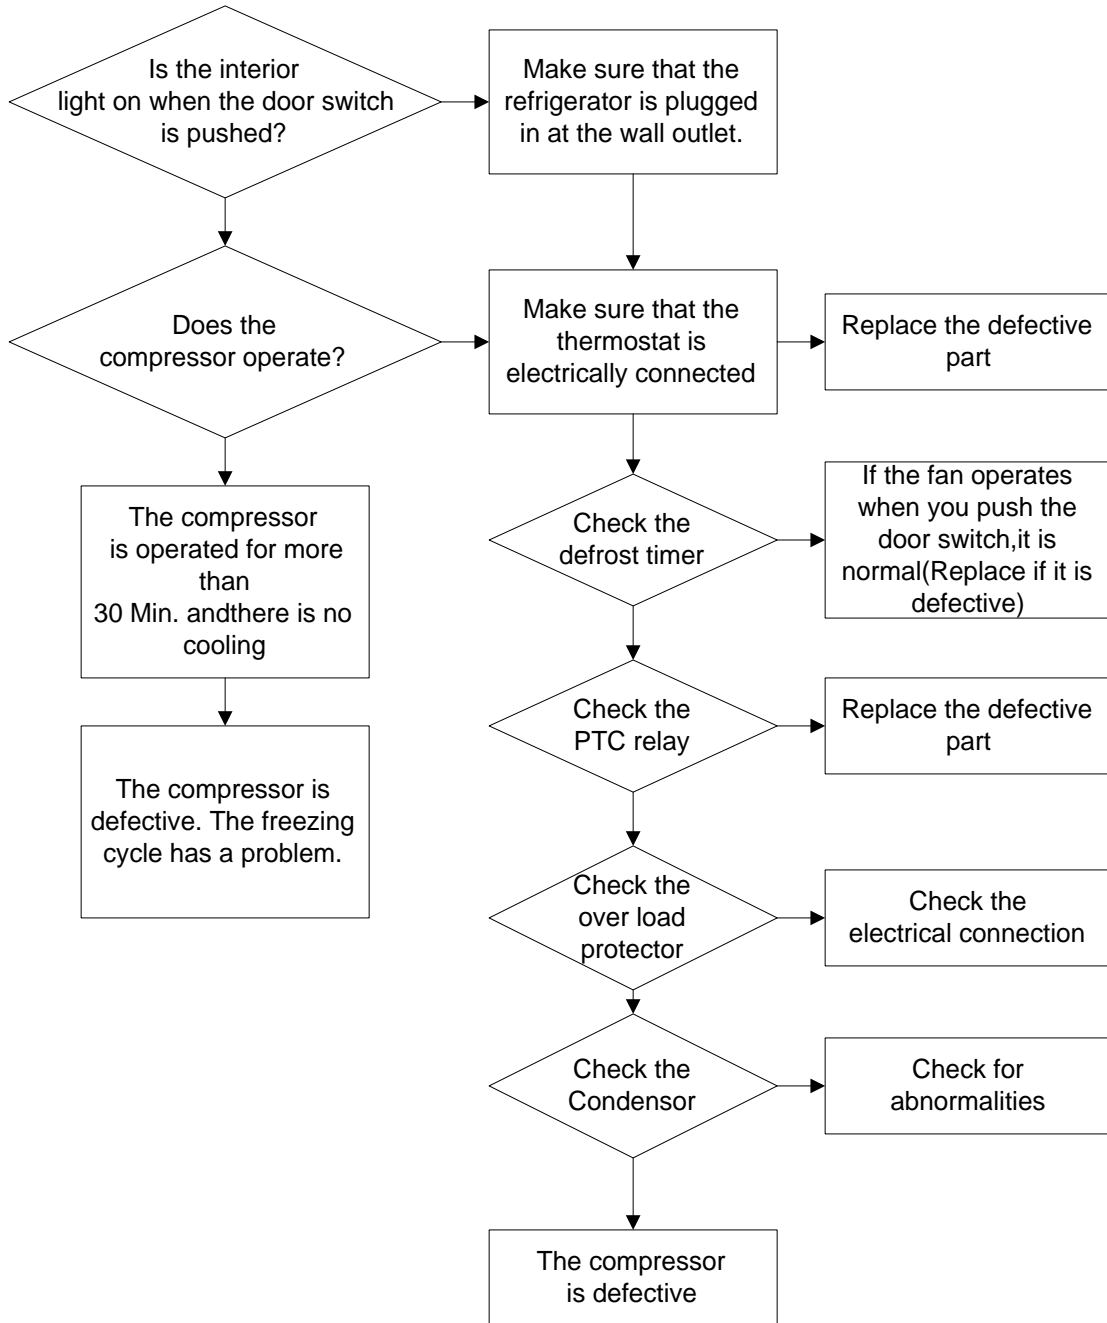 Is the interior
light on when the door switch
is pushed?
Make sure that the
refrigerator is plugged
in at the wall outlet.
Does the
compressor operate?
Make sure that the
thermostat is
electrically connected
Replace the defective
part
The compressor
is operated for more
than
30 Min. andthere is no
cooling
Check the
defrost timer
If the fan operates
when you push the
door switch,it is
normal(Replace if it is
defective)
The compressor is
defective. The freezing
cycle has a problem.
Check the
PTC relay
Replace the defective
part
Check the
over load
protector
Check the
electrical connection
Check the
Condensor
Check for
abnormalities
The compressor
is defective